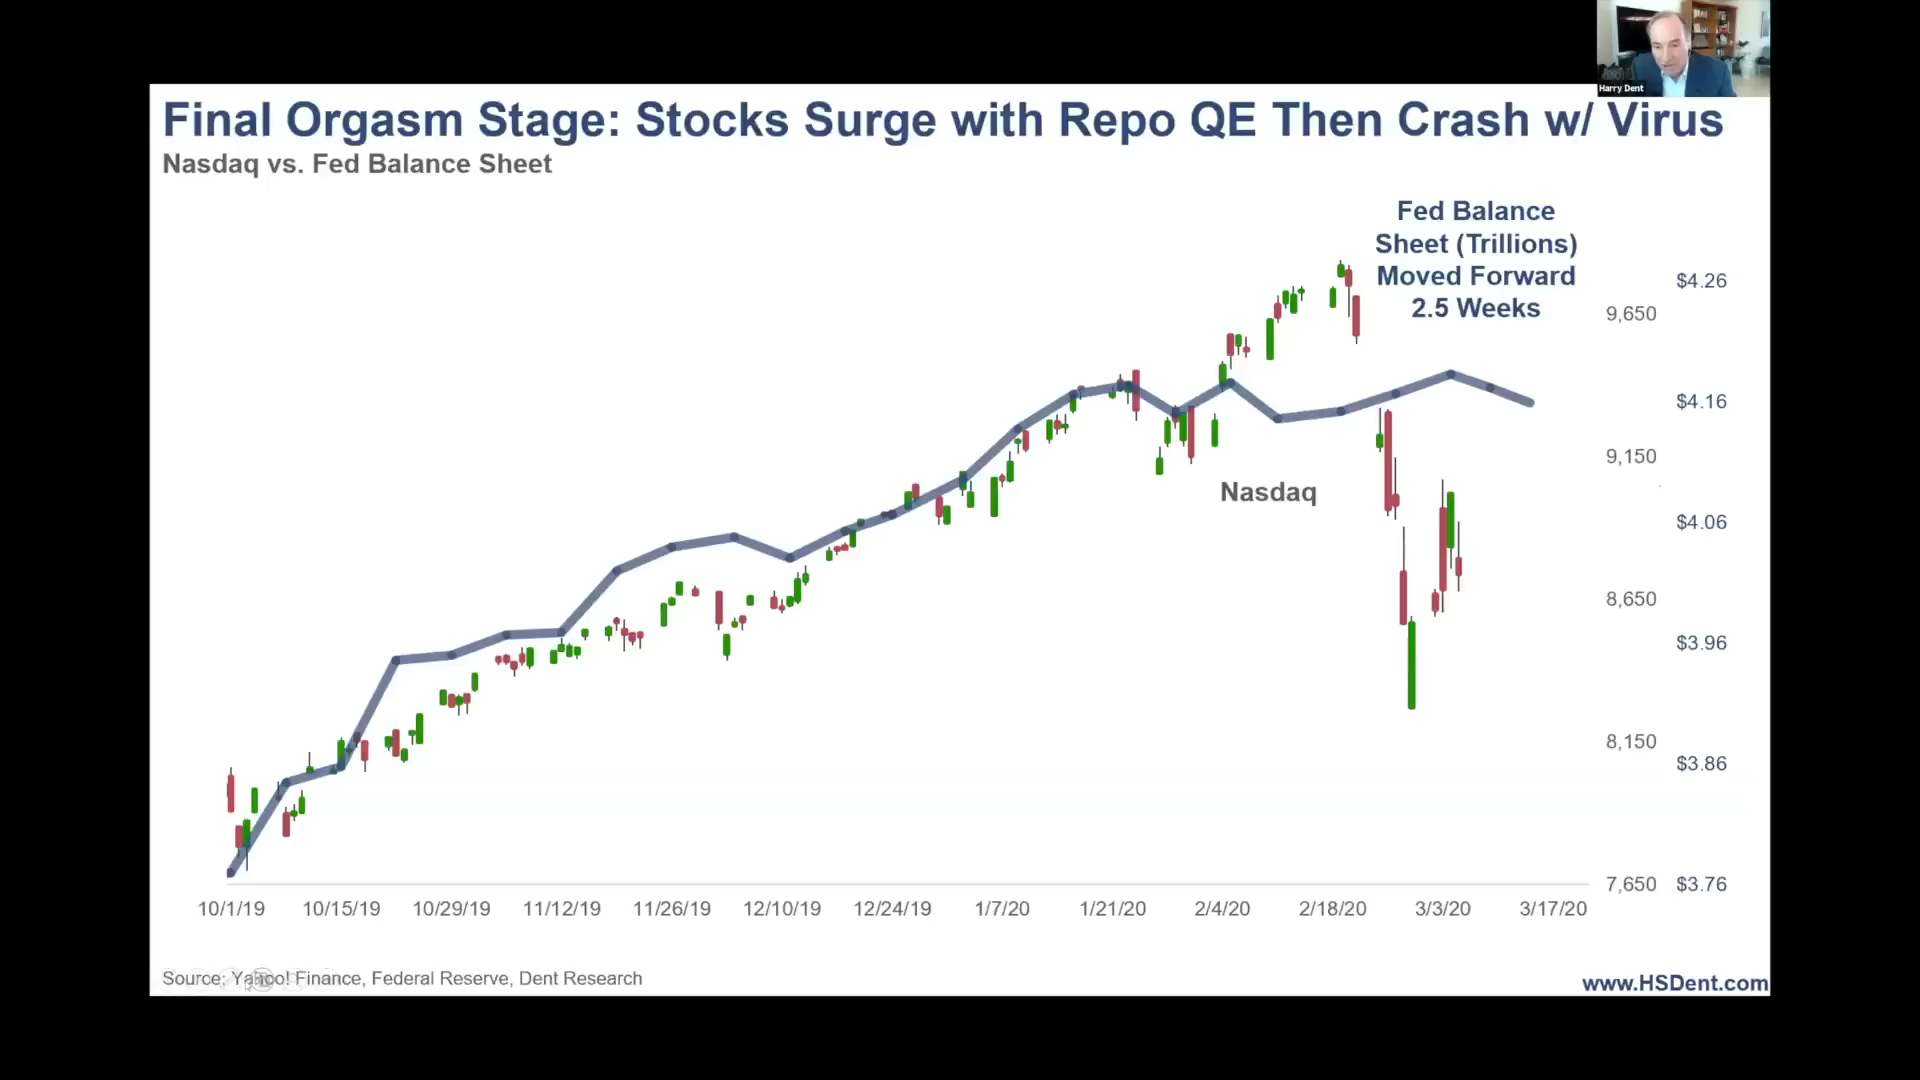 Harry Dent
Final Orgasm Stage: Stocks Surge with Repo QE Then Crash w/ Virus
Nasdaq vs. Fed Balance Sheet
Fed Balance
Sheet (Trillions)
Moved Forward
2.5 Weeks
$4.26
9,650
$4.16
9,150
Nasdaq
$4.06
8,650
$3.96
8,150
$3.86
7,650 $3.76
10/1/19 10/15/19 10/29/19 11/12/19 11/26/19 12/10/19 12/24/19 1/7/20 1/21/20 2/4/20 2/18/20 3/3/20 3/17/20
Source: Yahoo! Finance, Federal Reserve, Dent Research
www.HSDent.com